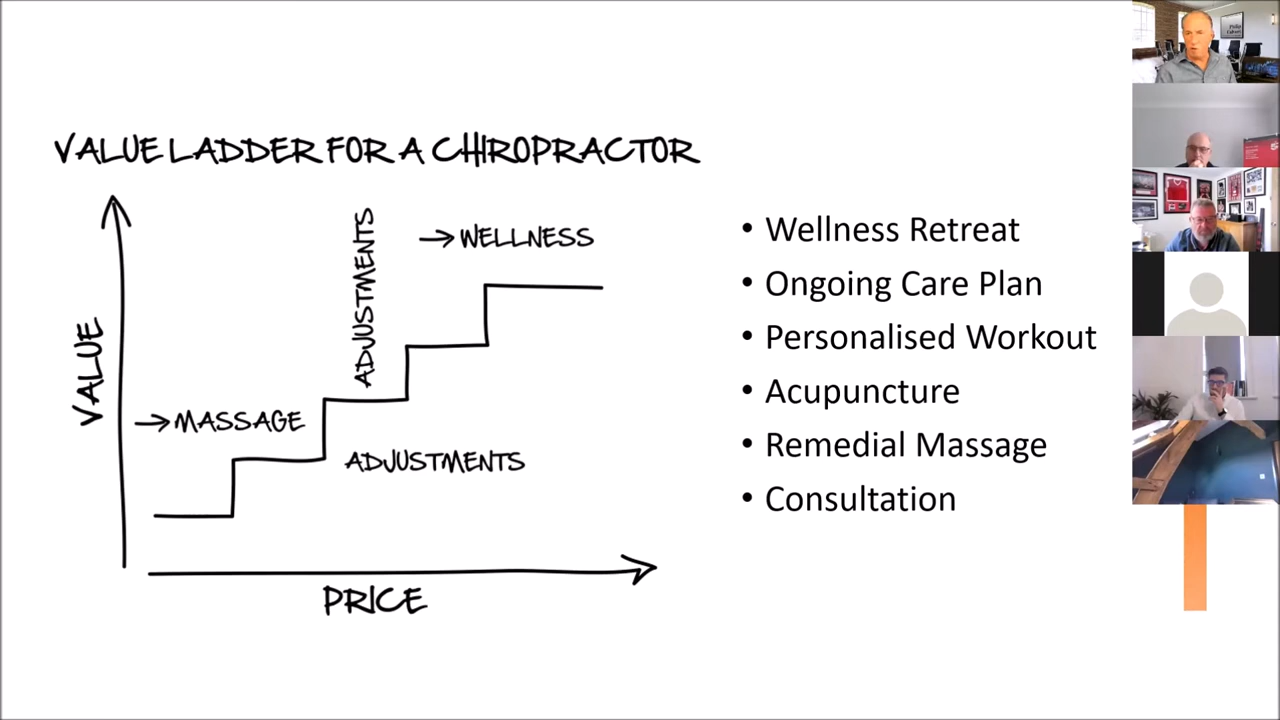 VALUE LADDER FOR A CHIROPRACTOR
ADJUSTMENTS
→ WELLNESS
VALUE
→ MASSAGE
ADJUSTMENTS
PRICE
• Wellness Retreat
• Ongoing Care Plan
• Personalised Workout
• Acupuncture
• Remedial Massage
• Consultation